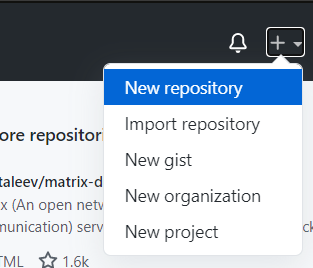 New repository
ore repositori
Import repository
taleev/matrix-d
New gist
x (An open netw
New organization
munication) serv
ck
New project
TML
1.6k